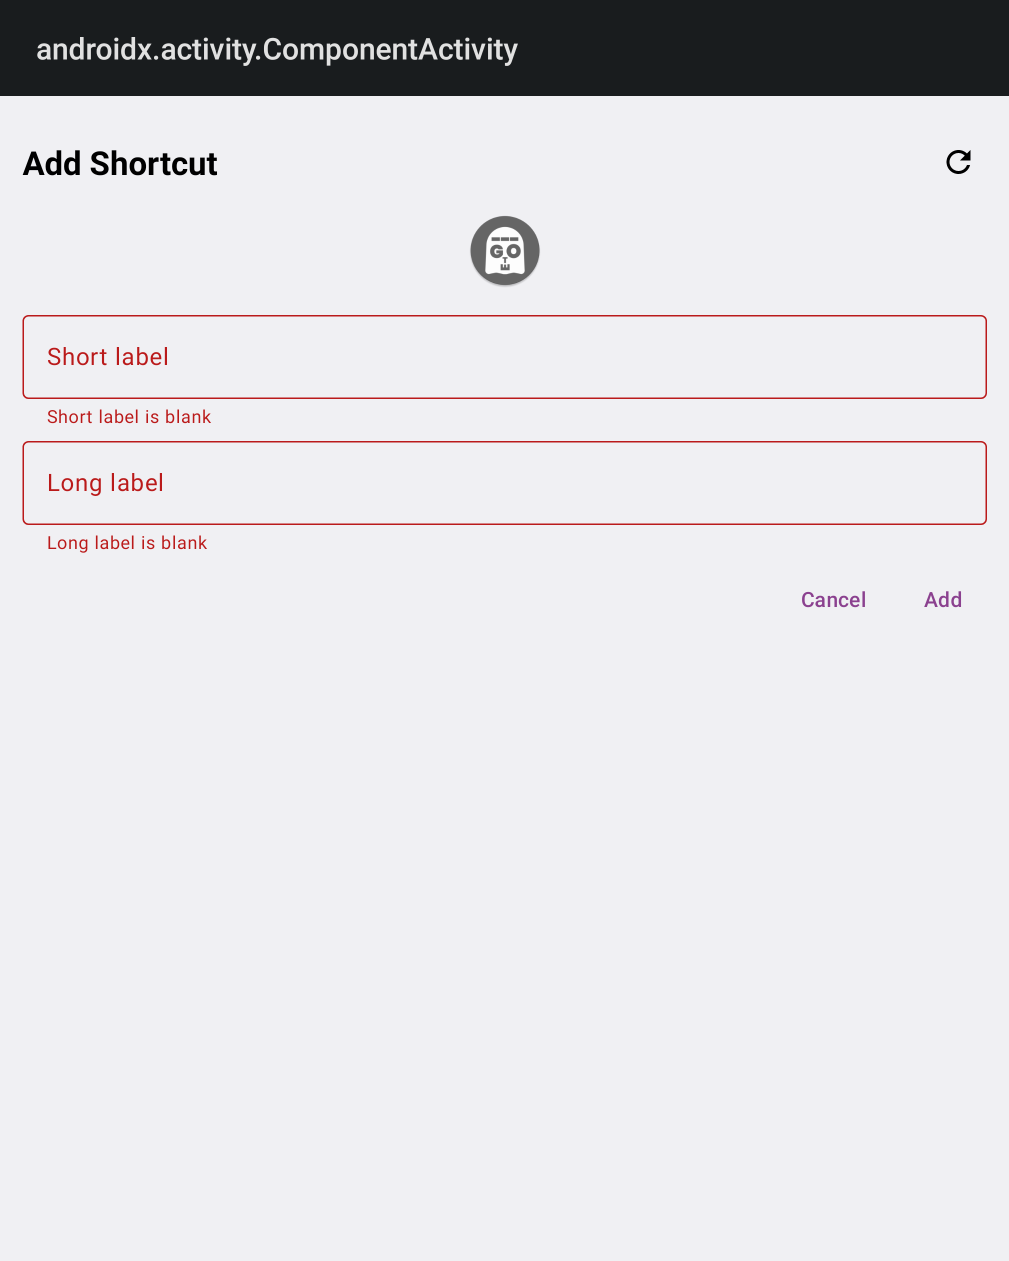 androidx.activity.ComponentActivity
Add Shortcut
GO
Short label
Short label is blank
Long label
Long label is blank
Cancel Add